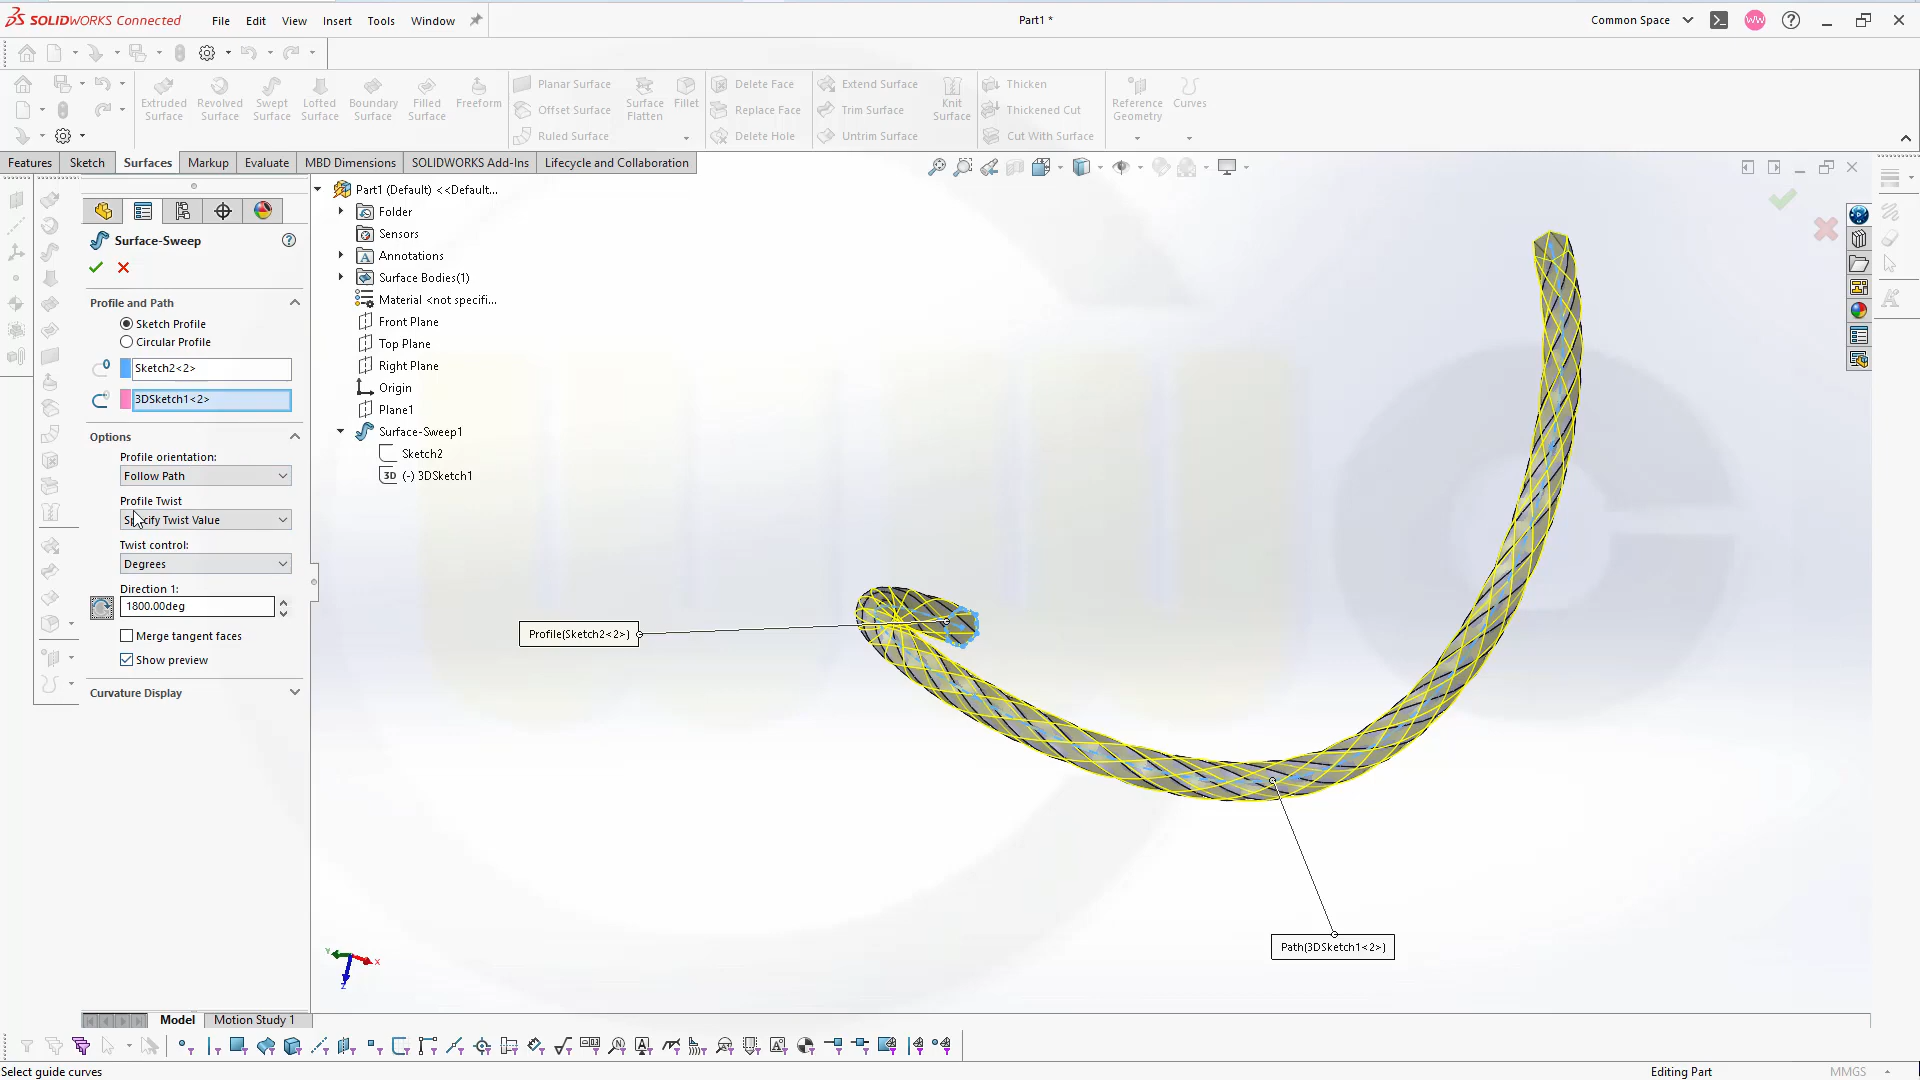 SOLIDWORKS Connected
File
Edit
View
Insert
Tools
Window
Part1 *
Common Space
WW
Extruded Surface
Revolved Surface
Swept Surface
Lofted Surface
Boundary Surface
Filled Surface
Freeform
Planar Surface
Offset Surface
Ruled Surface
Surface Flatten
Fillet
Delete Face
Replace Face
Delete Hole
Extend Surface
Trim Surface
Untrim Surface
Knit Surface
Thicken
Thickened Cut
Cut With Surface
Reference Geometry
Curves
Features
Sketch
Surfaces
Markup
Evaluate
MBD Dimensions
SOLIDWORKS Add-Ins
Lifecycle and Collaboration
Surface-Sweep
Profile and Path
Sketch Profile
Circular Profile
Sketch2<2>
3DSketch1<2>
Options
Profile orientation:
Follow Path
Profile Twist
Specify Twist Value
Twist control:
Degrees
Direction 1:
1800.00deg
Merge tangent faces
Show preview
Curvature Display
Part1 (Default) <<Default...
Folder
Sensors
Annotations
Surface Bodies(1)
Material <not specifi...
Front Plane
Top Plane
Right Plane
Origin
Plane1
Surface-Sweep1
Sketch2
3D (-) 3DSketch1
Profile(Sketch2<2>)
Path(3DSketch1<2>)
Y
X
Z
Model
Motion Study 1
Select guide curves
Editing Part
MMGS